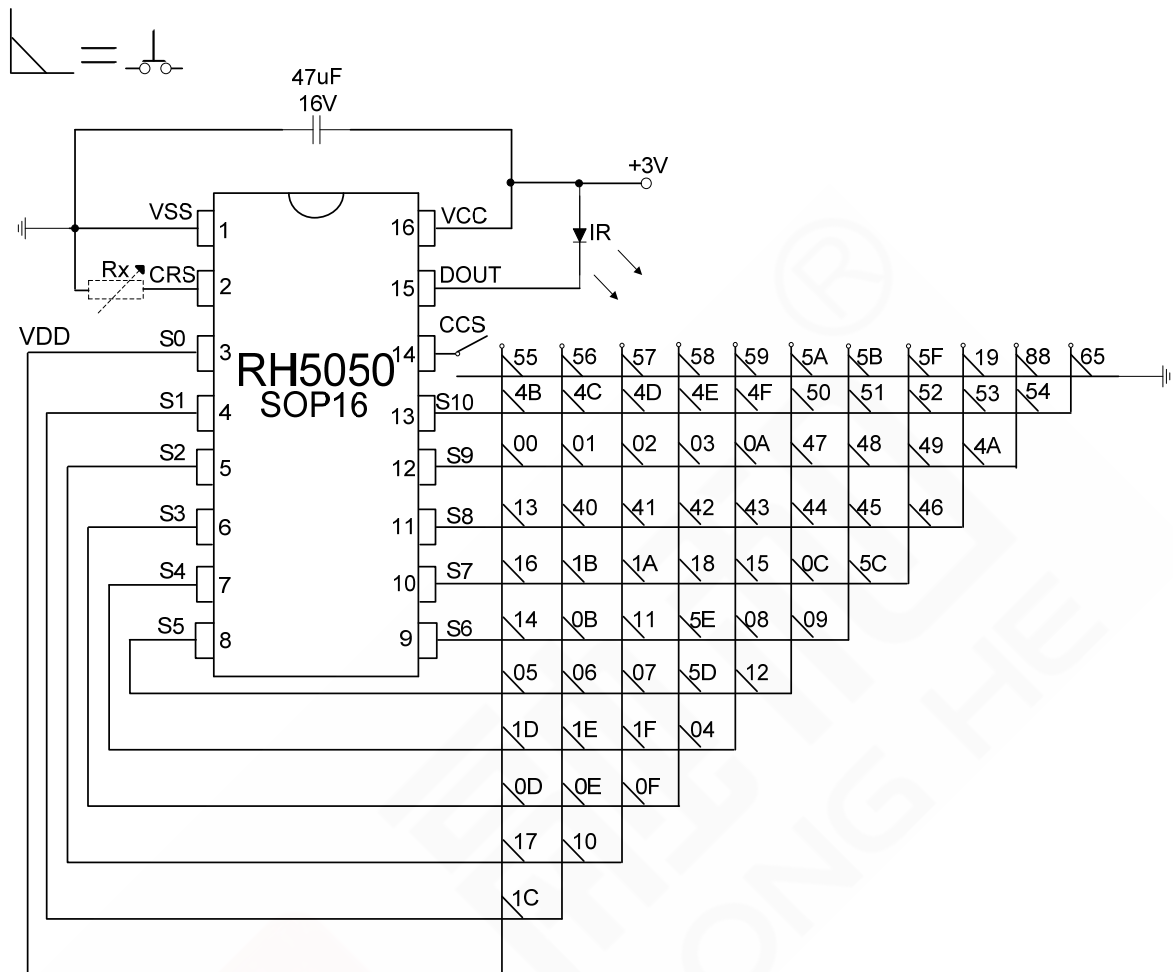 47uF
16V
+3V
VSS 1 16 VCC
IR
Rx CRS 2 15 DOUT
VDD S0 3 14 CCS
RH5050
SOP16
55 56 57 58 59 5A 5B 5F 19 88 65
S1 4 13 S10 4B 4C 4D 4E 4F 50 51 52 53 54
S2 5 12 S9 00 01 02 03 0A 47 48 49 4A
S3 6 11 S8 13 40 41 42 43 44 45 46
S4 7 10 S7 16 1B 1A 18 15 0C 5C
S5 8 9 S6 14 0B 11 5E 08 09
05 06 07 5D 12
1D 1E 1F 04
0D 0E 0F
17 10
1C
®
ONG HE